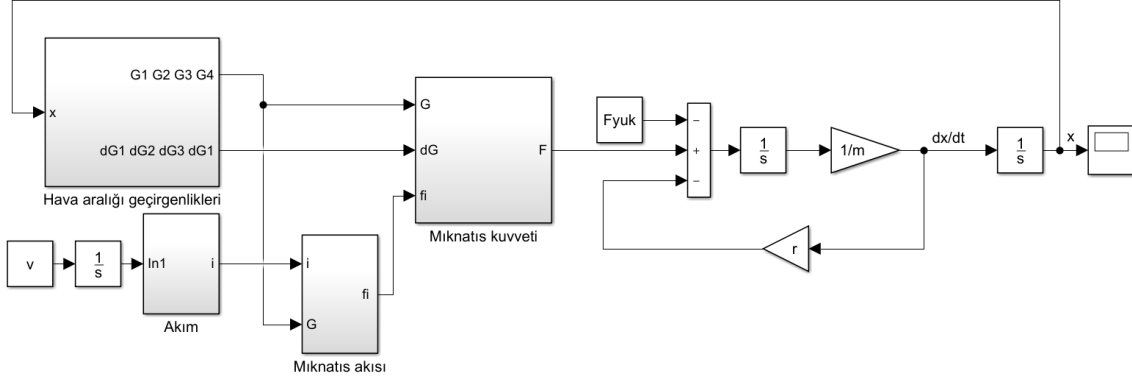 G1 G2 G3 G4
x
dG1 dG2 dG3 dG1
Hava aralığı geçirgenlikleri
G
dG
fi
F
Mıknatıs kuvveti
Fyuk
−
+
−
1
s
1/m
dx/dt
1
s
x
r
v
1
s
In1
i
Akım
i
fi
G
Mıknatıs akısı